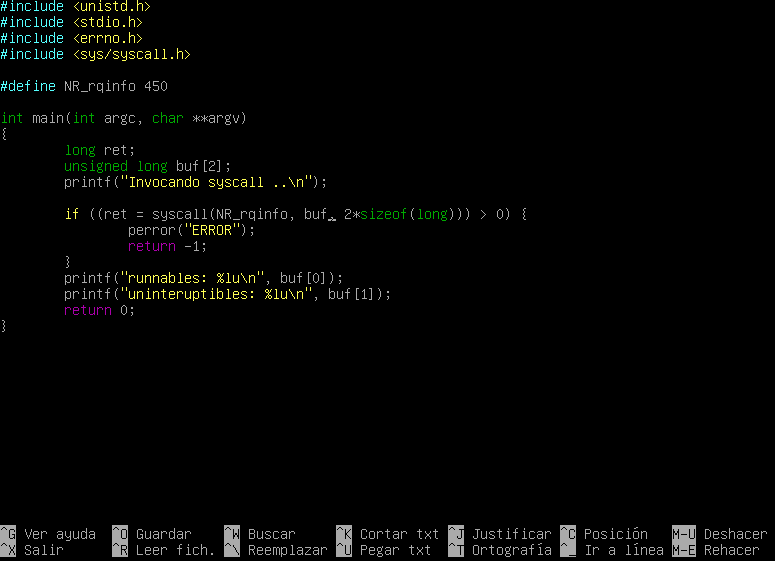 #include <unistd.h>
#include <stdio.h>
#include <errno.h>
#include <sys/syscall.h>
#define NR_rqinfo 450
int main(int argc, char **argv)
{
        long ret;
        unsigned long buf[2];
        printf("Invocando syscall ..\n");
        if ((ret = syscall(NR_rqinfo, buf, 2*sizeof(long))) > 0) {
                perror("ERROR");
                return -1;
        }
        printf("runnables: %lu\n", buf[0]);
        printf("uninteruptibles: %lu\n", buf[1]);
        return 0;
}
^G Ver ayuda ^O Guardar ^W Buscar ^K Cortar txt ^J Justificar ^C Posición M-U Deshacer
^X Salir ^R Leer fich. ^\ Reemplazar ^U Pegar txt ^T Ortografía ^_ Ir a línea M-E Rehacer